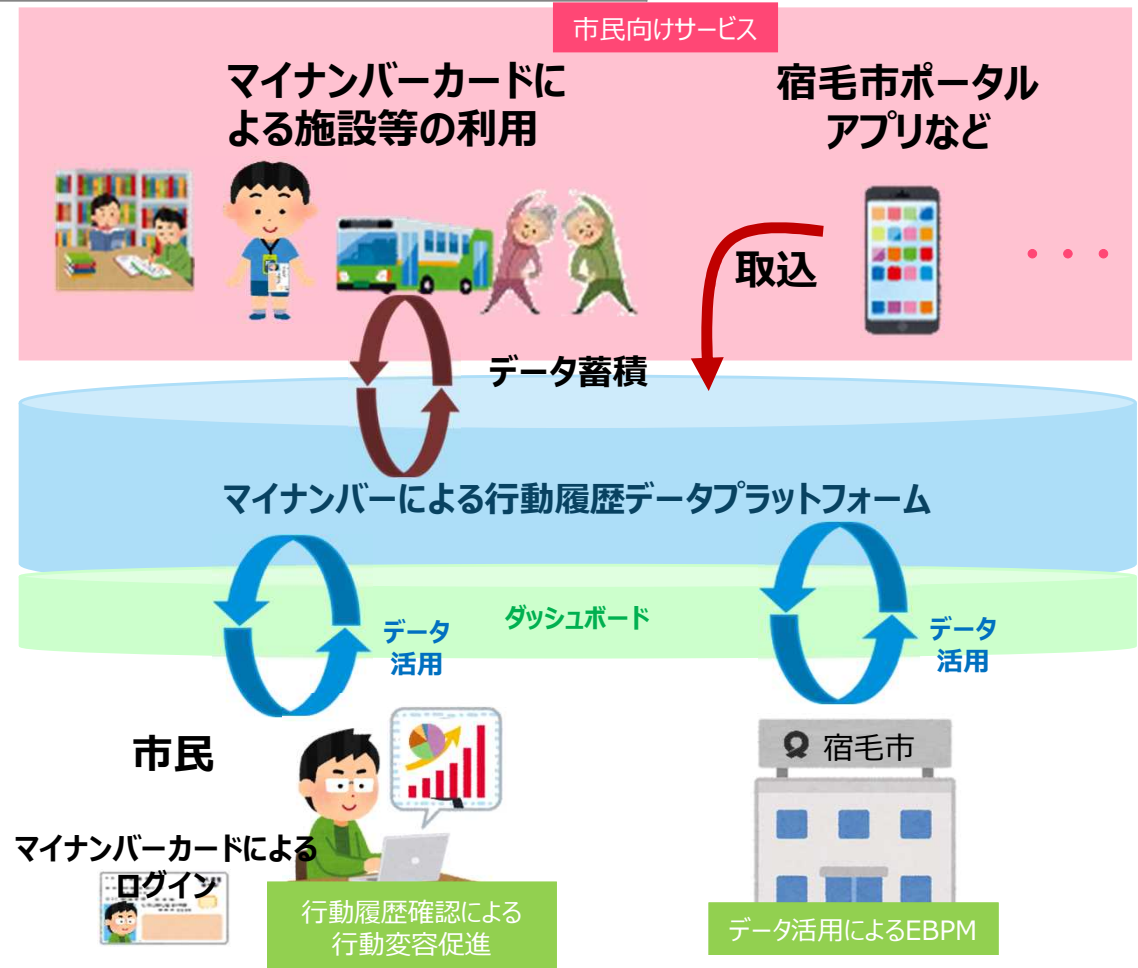 市民向けサービス
マイナンバーカードに
よる施設等の利用
宿毛市ポータル
アプリなど
取込
・・・
データ蓄積
マイナンバーによる行動履歴データプラットフォーム
ダッシュボード
データ
活用
データ
活用
市民
宿毛市
マイナンバーカードによる
ログイン
行動履歴確認による
行動変容促進
データ活用によるEBPM